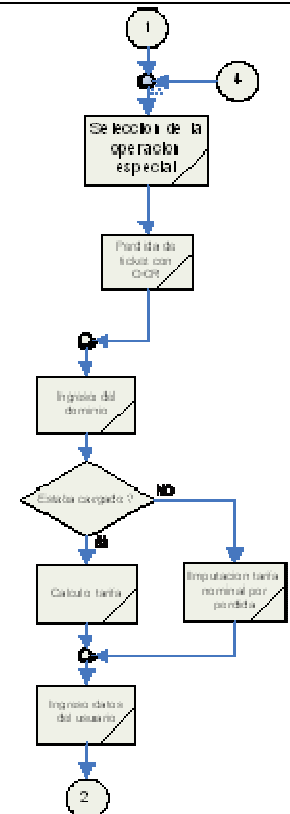 1
4
Seleccion de la
operacion
especial
Perdida de
ticket con
OCR
Ingreso del
dominio
Estaba cargado ?
NO
SI
Calculo tarifa
Imputacion tarifa
nominal por
perdida
Ingreso datos
del usuario
2